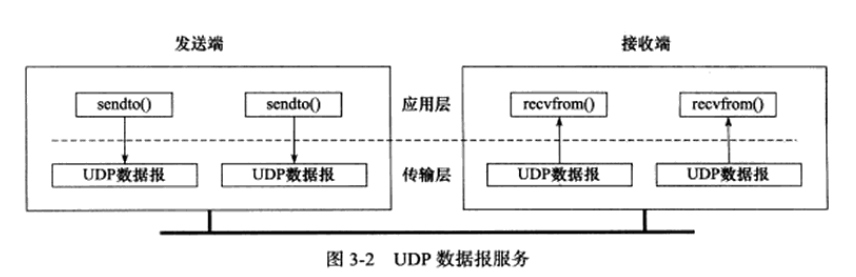 发送端 接收端
sendto() sendto() 应用层 recvfrom() recvfrom()
UDP数据报 UDP数据报 传输层 UDP数据报 UDP数据报
图 3-2 UDP 数据报服务